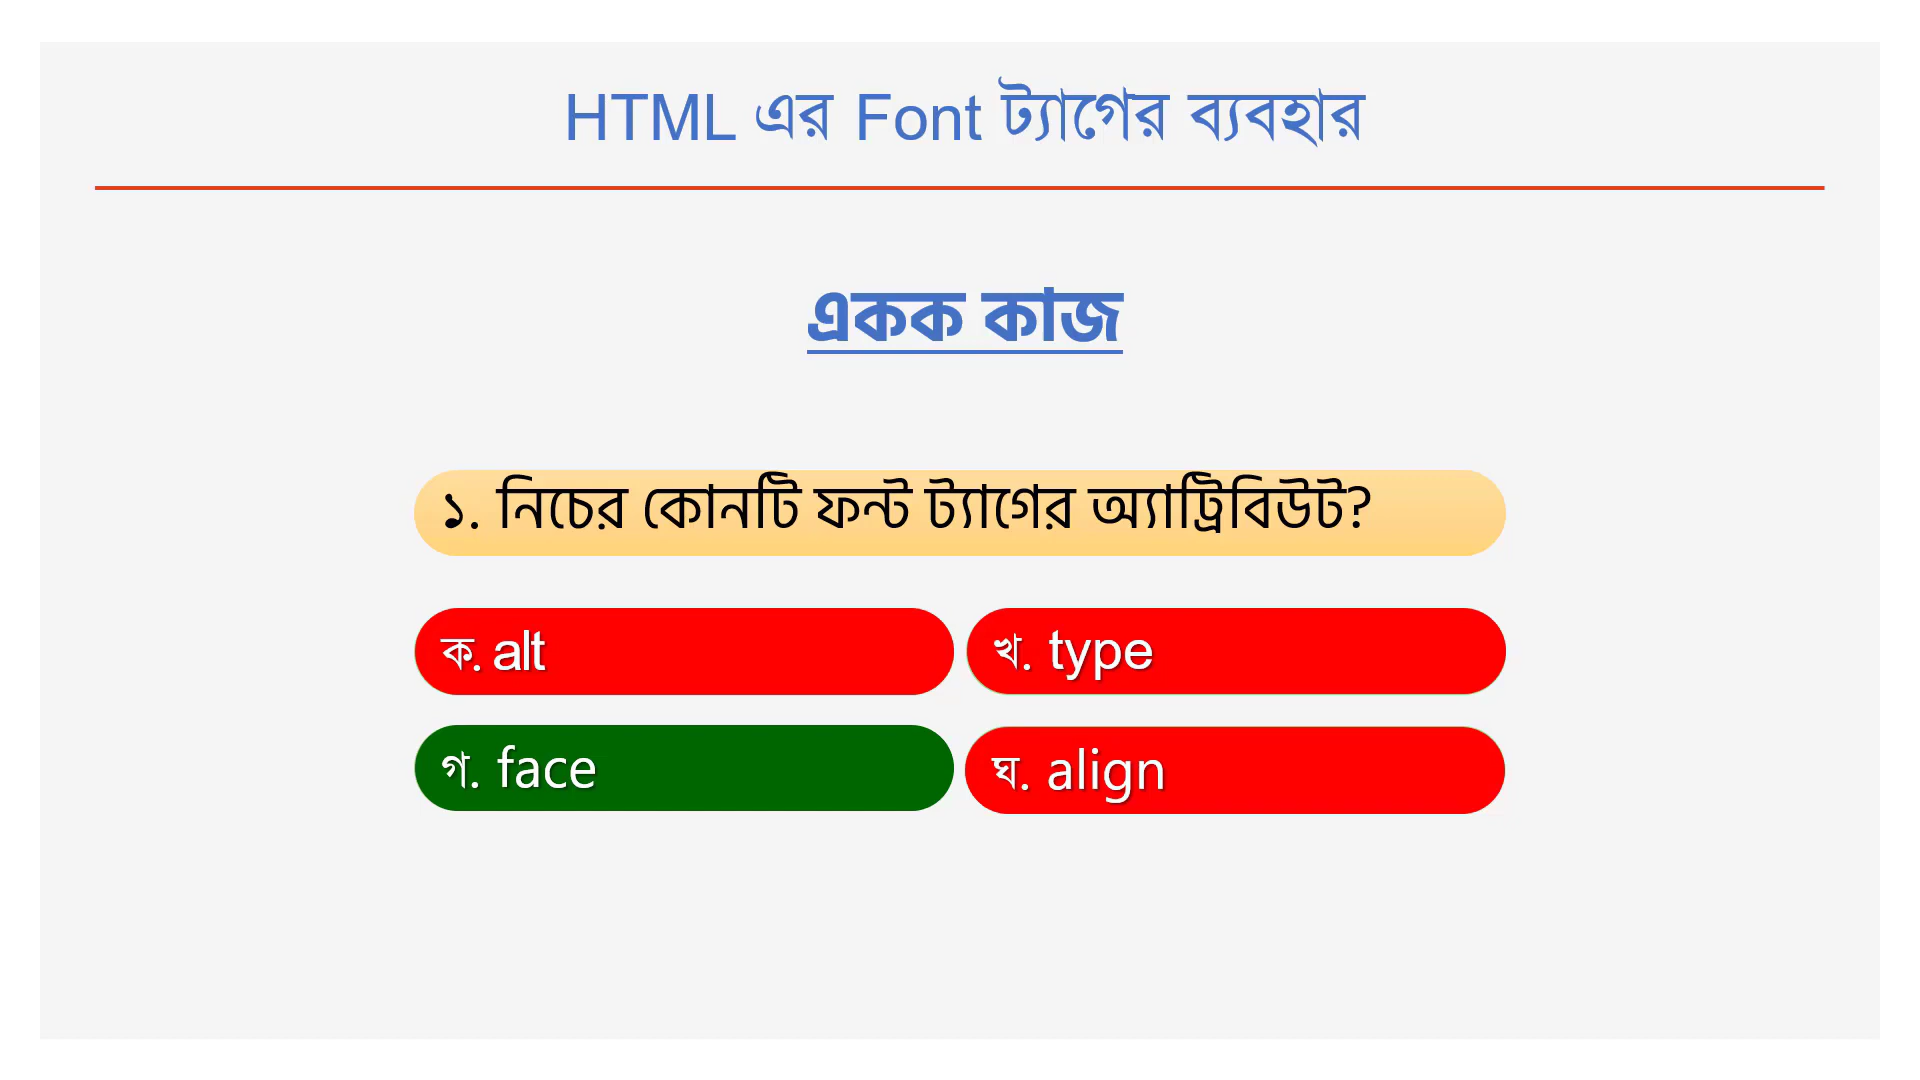 HTML এর Font ট্যাগের ব্যবহার
একক কাজ
১. নিচের কোনটি ফন্ট ট্যাগের অ্যাট্রিবিউট?
ক. alt
খ. type
গ. face
ঘ. align